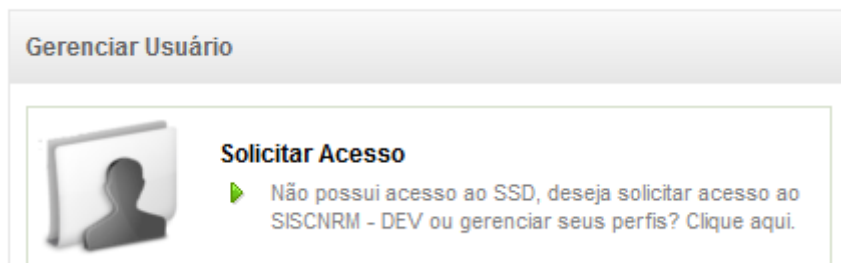 Gerenciar Usuário
Solicitar Acesso
Não possui acesso ao SSD, deseja solicitar acesso ao
SISCNRM - DEV ou gerenciar seus perfis? Clique aqui.